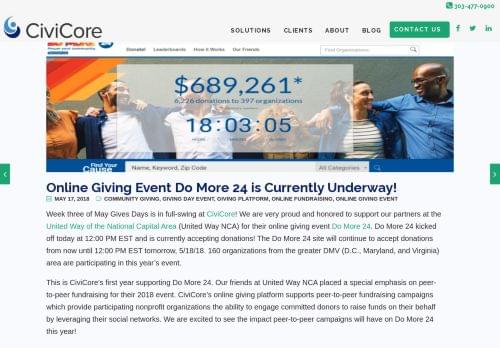 303-477-0900
CiviCore
SOLUTIONS CLIENTS ABOUT BLOG CONTACT US
Donate! Leaderboards How it Works Our Friends
Find Organizations...
$689,261*
6,226 donations to 397 organizations
18:03:05
Find Your
Cause
Name, Keyword, Zip Code
All Categories
Online Giving Event Do More 24 is Currently Underway!
MAY 17, 2018 COMMUNITY GIVING, GIVING DAY EVENT, GIVING PLATFORM, ONLINE FUNDRAISING, ONLINE GIVING EVENT
Week three of May Gives Days is in full-swing at CiviCore! We are very proud and honored to support our partners at the
United Way of the National Capital Area (United Way NCA) for their online giving event Do More 24. Do More 24 kicked
off today at 12:00 PM EST and is currently accepting donations! The Do More 24 site will continue to accept donations
from now until 12:00 PM EST tomorrow, 5/18/18. 160 organizations from the greater DMV (D.C., Maryland, and Virginia)
area are participating in this year's event.
This is CiviCore's first year supporting Do More 24. Our friends at United Way NCA placed a special emphasis on peer-
to-peer fundraising for their 2018 event. CiviCore's online giving platform supports peer-to-peer fundraising campaigns
which provide participating nonprofit organizations the ability to engage committed donors to raise funds on their behalf
by leveraging their social networks. We are excited to see the impact peer-to-peer campaigns will have on Do More 24
this year!